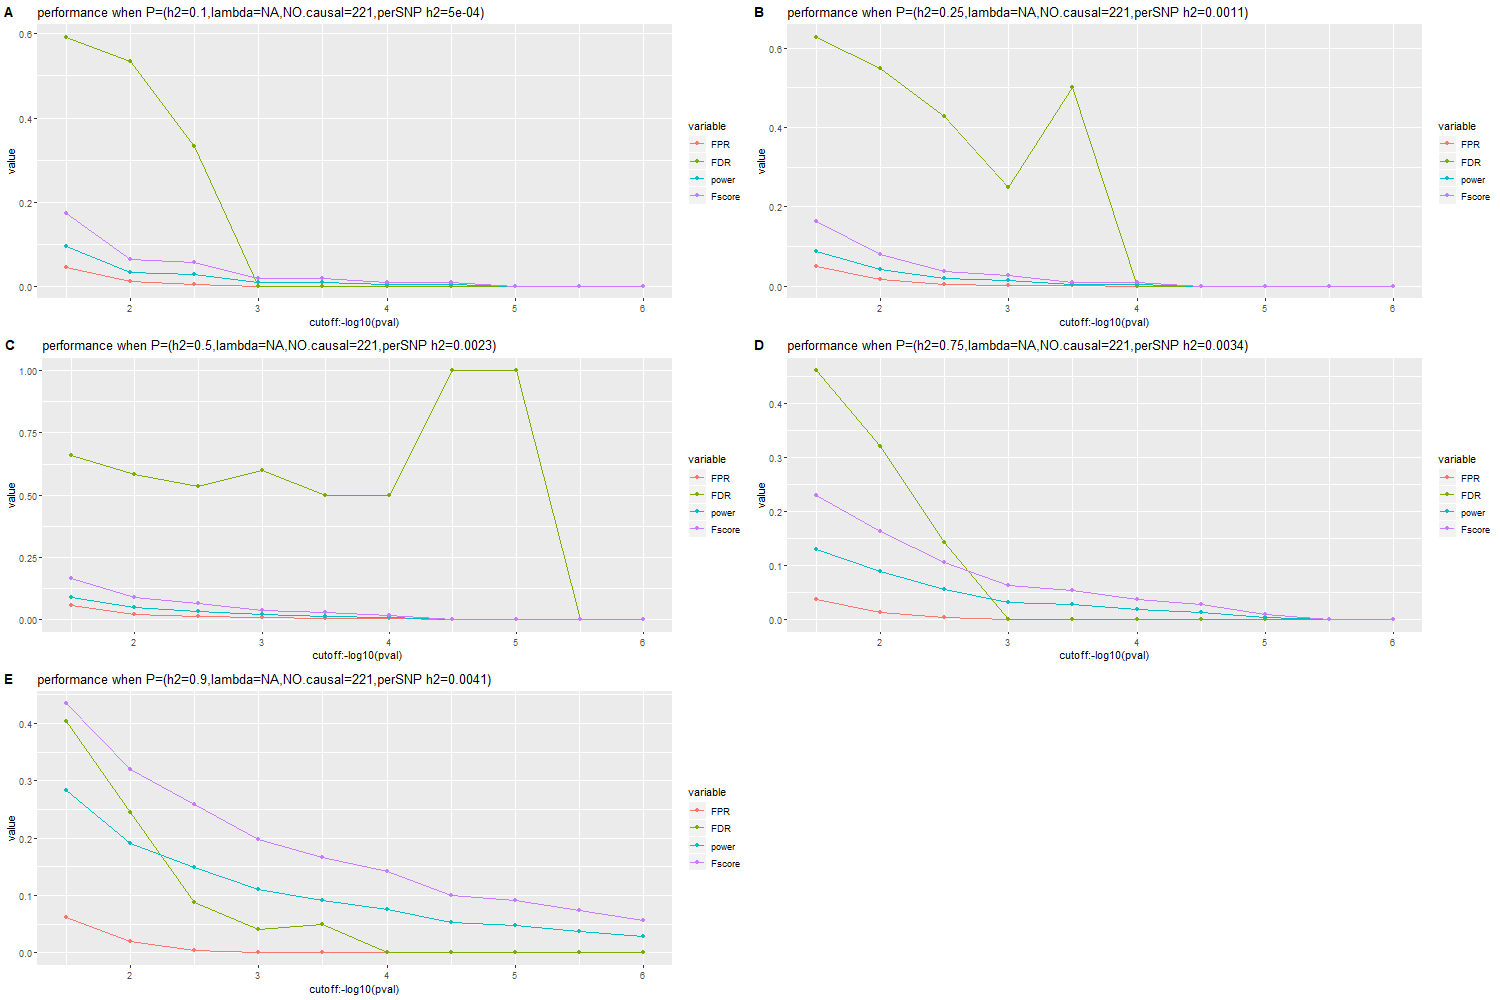 A performance when P=(h2=0.1,lambda=NA,NO.causal=221,perSNP h2=5e-04)
0.6
0.4
0.2
0.0
value
2 3 4 5 6
cutoff:-log10(pval)
variable
FPR
FDR
power
Fscore
B performance when P=(h2=0.25,lambda=NA,NO.causal=221,perSNP h2=0.0011)
0.6
0.4
0.2
0.0
value
2 3 4 5 6
cutoff:-log10(pval)
variable
FPR
FDR
power
Fscore
C performance when P=(h2=0.5,lambda=NA,NO.causal=221,perSNP h2=0.0023)
1.00
0.75
0.50
0.25
0.00
value
2 3 4 5 6
cutoff:-log10(pval)
variable
FPR
FDR
power
Fscore
D performance when P=(h2=0.75,lambda=NA,NO.causal=221,perSNP h2=0.0034)
0.4
0.3
0.2
0.1
0.0
value
2 3 4 5 6
cutoff:-log10(pval)
variable
FPR
FDR
power
Fscore
E performance when P=(h2=0.9,lambda=NA,NO.causal=221,perSNP h2=0.0041)
0.4
0.3
0.2
0.1
0.0
value
2 3 4 5 6
cutoff:-log10(pval)
variable
FPR
FDR
power
Fscore